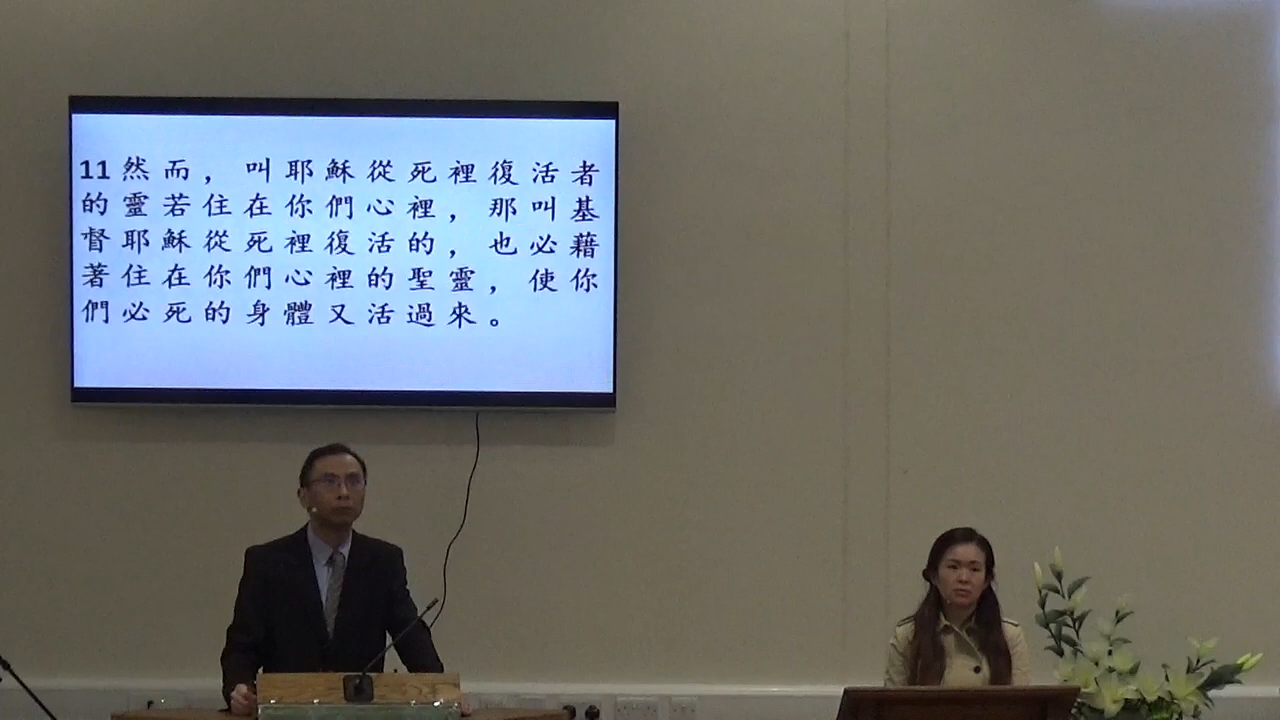 11然而，叫耶穌從死裡復活者
的靈若住在你們心裡，那叫基
督耶穌從死裡復活的，也必藉
著住在你們心裡的聖靈，使你
們必死的身體又活過來。